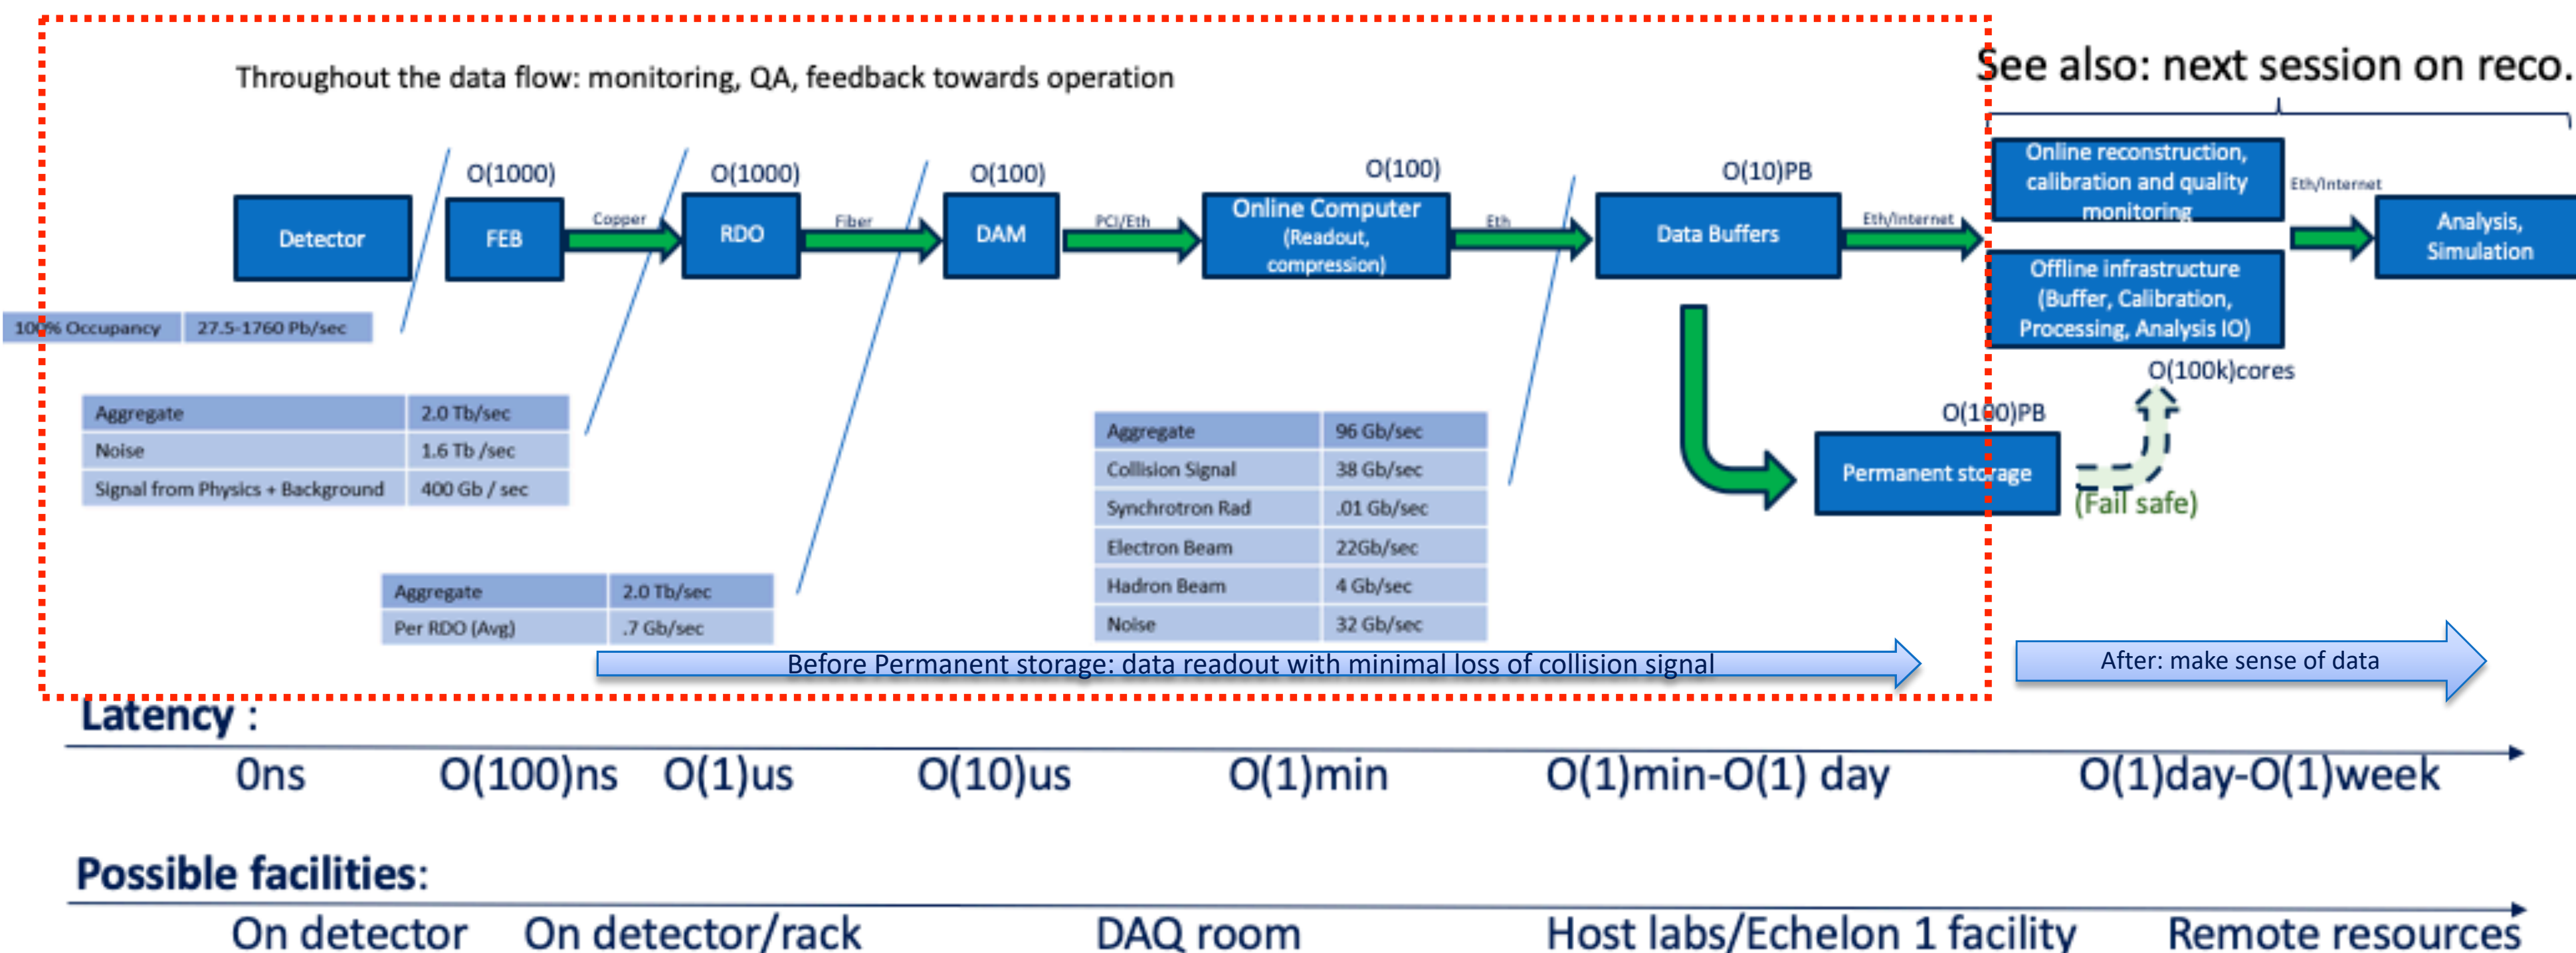 See also: next session on reco.
Throughout the data flow: monitoring, QA, feedback towards operation
O(1000)
O(1000)
O(100)
O(100)
O(10)PB
Detector
FEB
Copper
RDO
Fiber
DAM
PCI/Eth
Online Computer
(Readout,
compression)
Eth
Data Buffers
Eth/Internet
Online reconstruction,
calibration and quality
monitoring
Offline infrastructure
(Buffer, Calibration,
Processing, Analysis IO)
Eth/Internet
Analysis,
Simulation
O(100k)cores
O(100)PB
Permanent storage
(Fail safe)
100% Occupancy 27.5-1760 Pb/sec
Aggregate 2.0 Tb/sec
Noise 1.6 Tb /sec
Signal from Physics + Background 400 Gb / sec
Aggregate 2.0 Tb/sec
Per RDO (Avg) .7 Gb/sec
Aggregate 96 Gb/sec
Collision Signal 38 Gb/sec
Synchrotron Rad .01 Gb/sec
Electron Beam 22Gb/sec
Hadron Beam 4 Gb/sec
Noise 32 Gb/sec
Before Permanent storage: data readout with minimal loss of collision signal
After: make sense of data
Latency :
0ns O(100)ns O(1)us O(10)us O(1)min O(1)min-O(1) day O(1)day-O(1)week
Possible facilities:
On detector On detector/rack DAQ room Host labs/Echelon 1 facility Remote resources